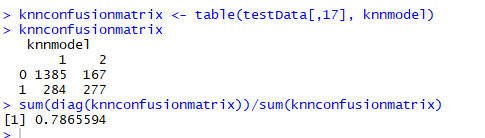 > knnconfusionmatrix <- table(testData[,17], knnmodel)
> knnconfusionmatrix
knnmodel
1 2
0 1385 167
1 284 277
> sum(diag(knnconfusionmatrix))/sum(knnconfusionmatrix)
[1] 0.7865594
>